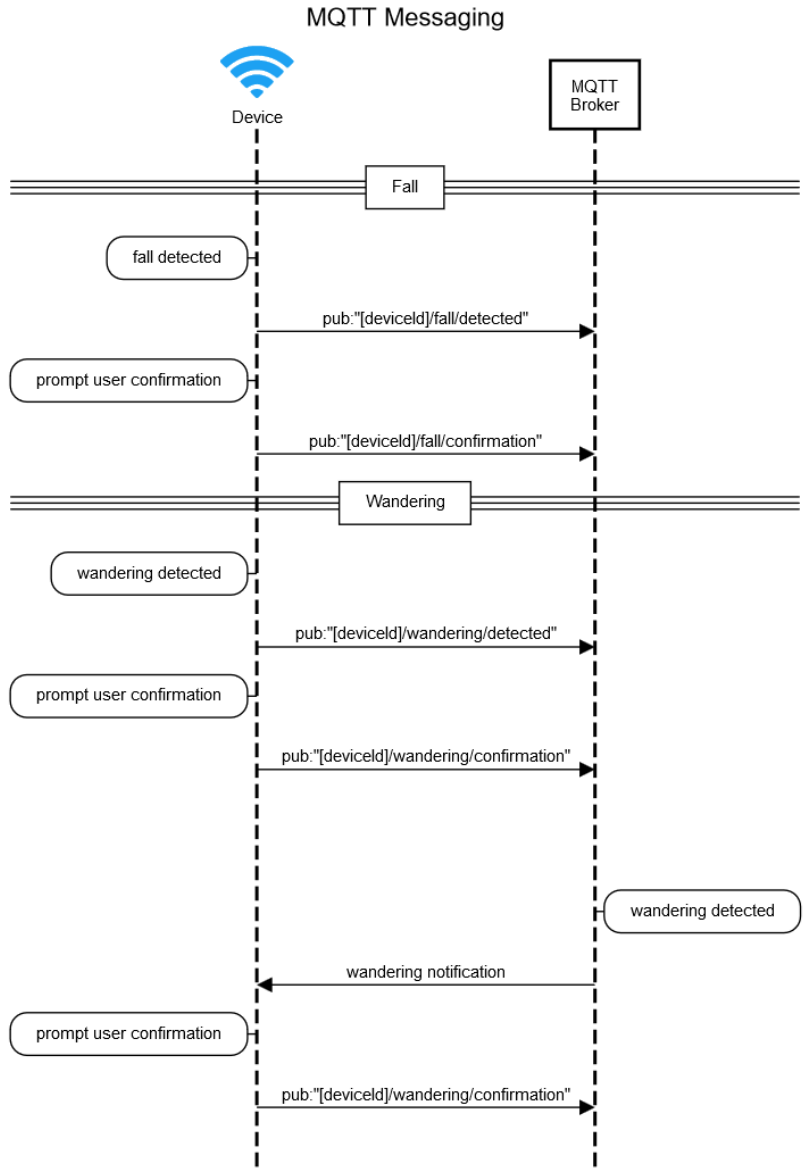 MQTT Messaging
Device
MQTT
Broker
Fall
fall detected
pub:"[deviceId]/fall/detected"
prompt user confirmation
pub:"[deviceId]/fall/confirmation"
Wandering
wandering detected
pub:"[deviceId]/wandering/detected"
prompt user confirmation
pub:"[deviceId]/wandering/confirmation"
wandering detected
wandering notification
prompt user confirmation
pub:"[deviceId]/wandering/confirmation"